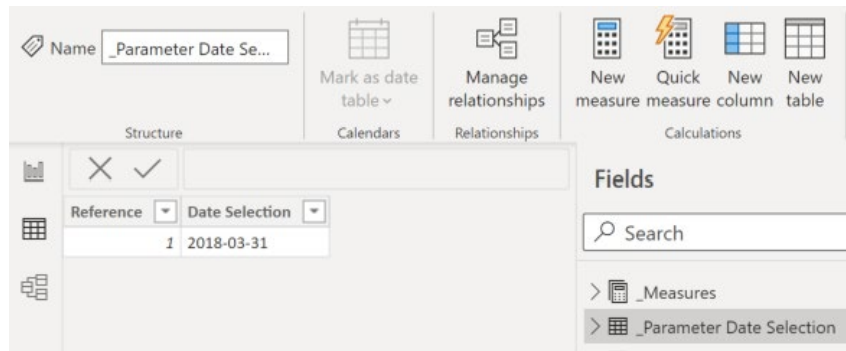 Name _Parameter Date Se...
Mark as date
table
Manage
relationships
New
measure
Quick
measure
New
column
New
table
Structure
Calendars
Relationships
Calculations
Fields
Reference Date Selection
1 2018-03-31
Search
_Measures
_Parameter Date Selection